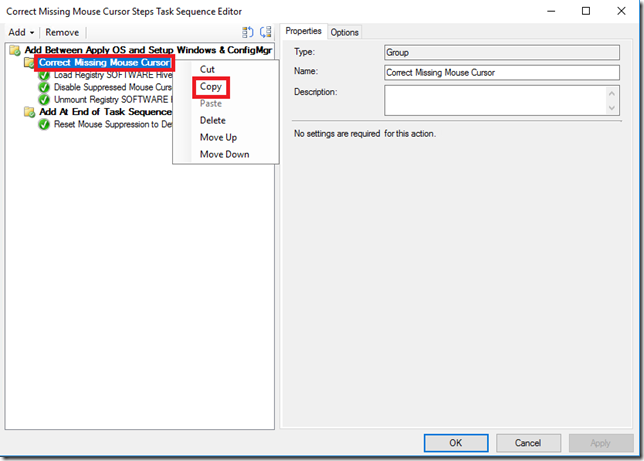 Correct Missing Mouse Cursor Steps Task Sequence Editor
Add Remove
Add Between Apply OS and Setup Windows & ConfigMgr
Correct Missing Mouse Cursor
Load Registry SOFTWARE Hive
Disable Suppressed Mouse Curs
Unmount Registry SOFTWARE
Add At End of Task Sequence
Reset Mouse Suppression to De
Cut
Copy
Paste
Delete
Move Up
Move Down
Properties Options
Type: Group
Name: Correct Missing Mouse Cursor
Description:
No settings are required for this action.
OK Cancel Apply